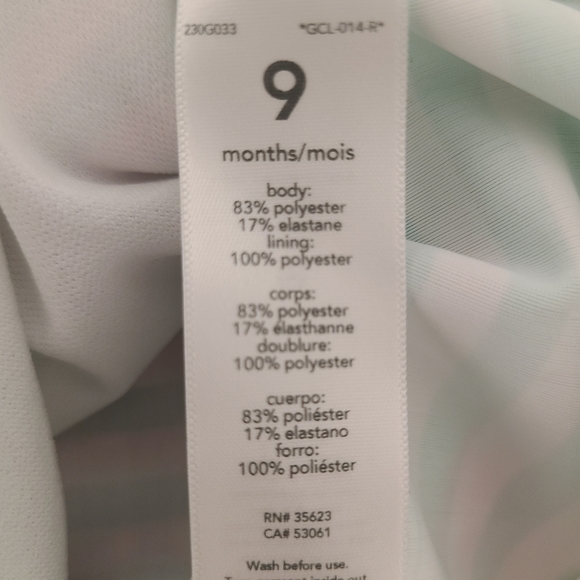 230G033 *GCL-014-R*
9
months/mois
body:
83% polyester
17% elastane
lining:
100% polyester
corps:
83% polyester
17% élasthanne
doublure:
100% polyester
cuerpo:
83% poliéster
17% elastano
forro:
100% poliéster
RN# 35623
CA# 53061
Wash before use.